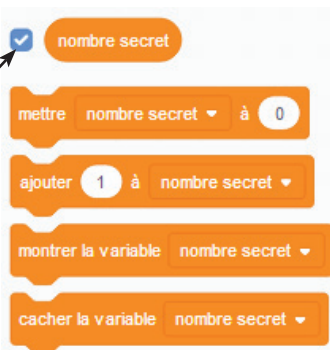 nombre secret
mettre nombre secret à 0
ajouter 1 à nombre secret
montrer la variable nombre secret
cacher la variable nombre secret